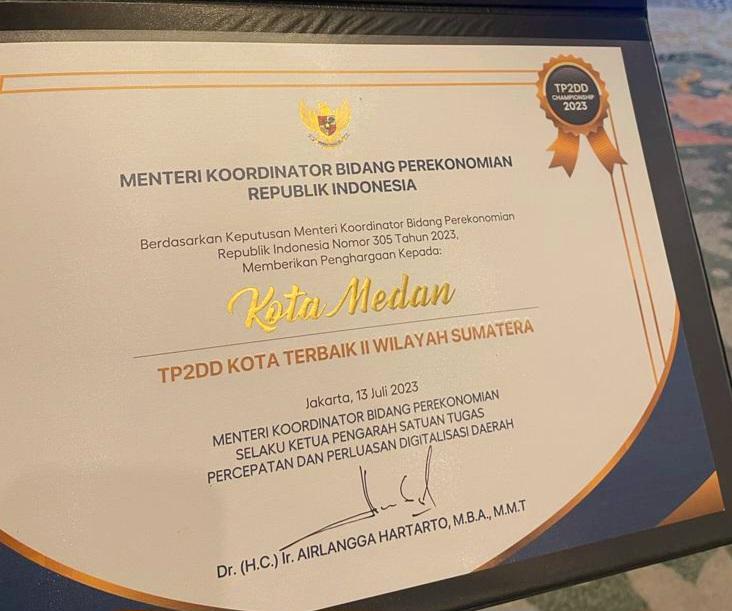 TP2DD
CHAMPIONSHIP
2023
MENTERI KOORDINATOR BIDANG PEREKONOMIAN
REPUBLIK INDONESIA
Berdasarkan Keputusan Menteri Koordinator Bidang Perekonomian
Republik Indonesia Nomor 305 Tahun 2023,
Memberikan Penghargaan Kepada:
Kota Medan
TP2DD KOTA TERBAIK II WILAYAH SUMATERA
Jakarta, 13 Juli 2023
MENTERI KOORDINATOR BIDANG PEREKONOMIAN
SELAKU KETUA PENGARAH SATUAN TUGAS
PERCEPATAN DAN PERLUASAN DIGITALISASI DAERAH
Dr. (H.C.) Ir. AIRLANGGA HARTARTO, M.B.A., M.M.T